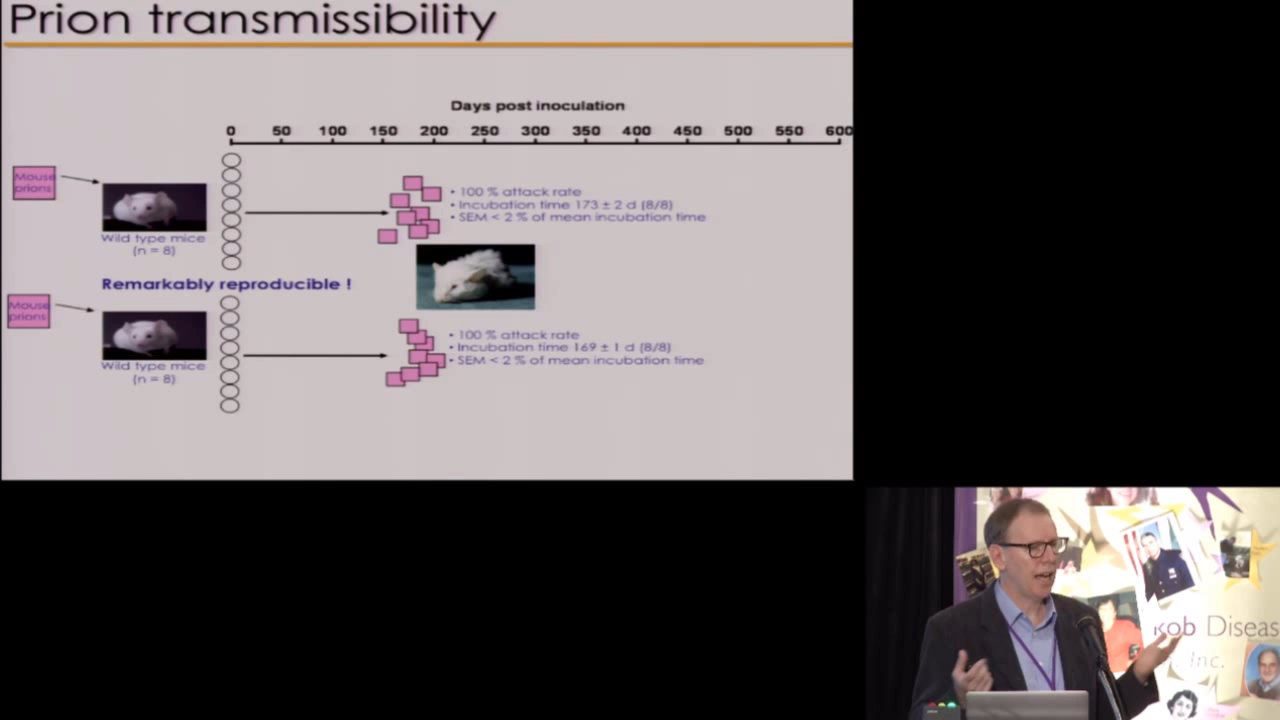 Prion transmissibility
Days post inoculation
0 50 100 150 200 250 300 350 400 450 500 550 600
Mouse
prions
Wild type mice
(n = 8)
• 100 % attack rate
• Incubation time 173 ± 2 d (8/8)
• SEM < 2 % of mean incubation time
Remarkably reproducible !
Mouse
prions
Wild type mice
(n = 8)
• 100 % attack rate
• Incubation time 169 ± 1 d (8/8)
• SEM < 2 % of mean incubation time
kob Diseas
Inc.